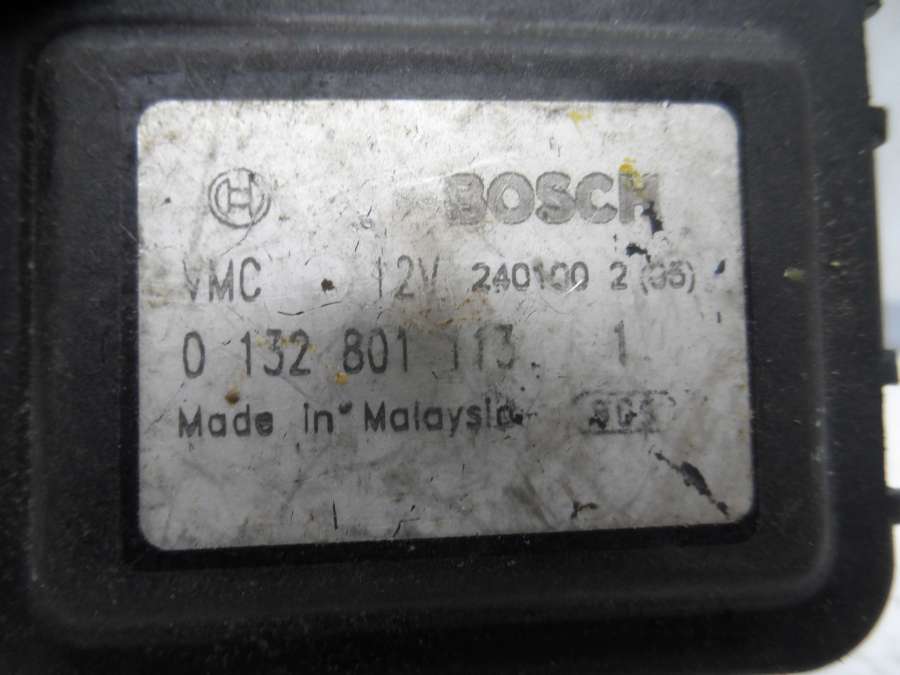 BOSCH
VMC 12V 240100 2 (35)
0 132 801 113 1
Made in Malaysia